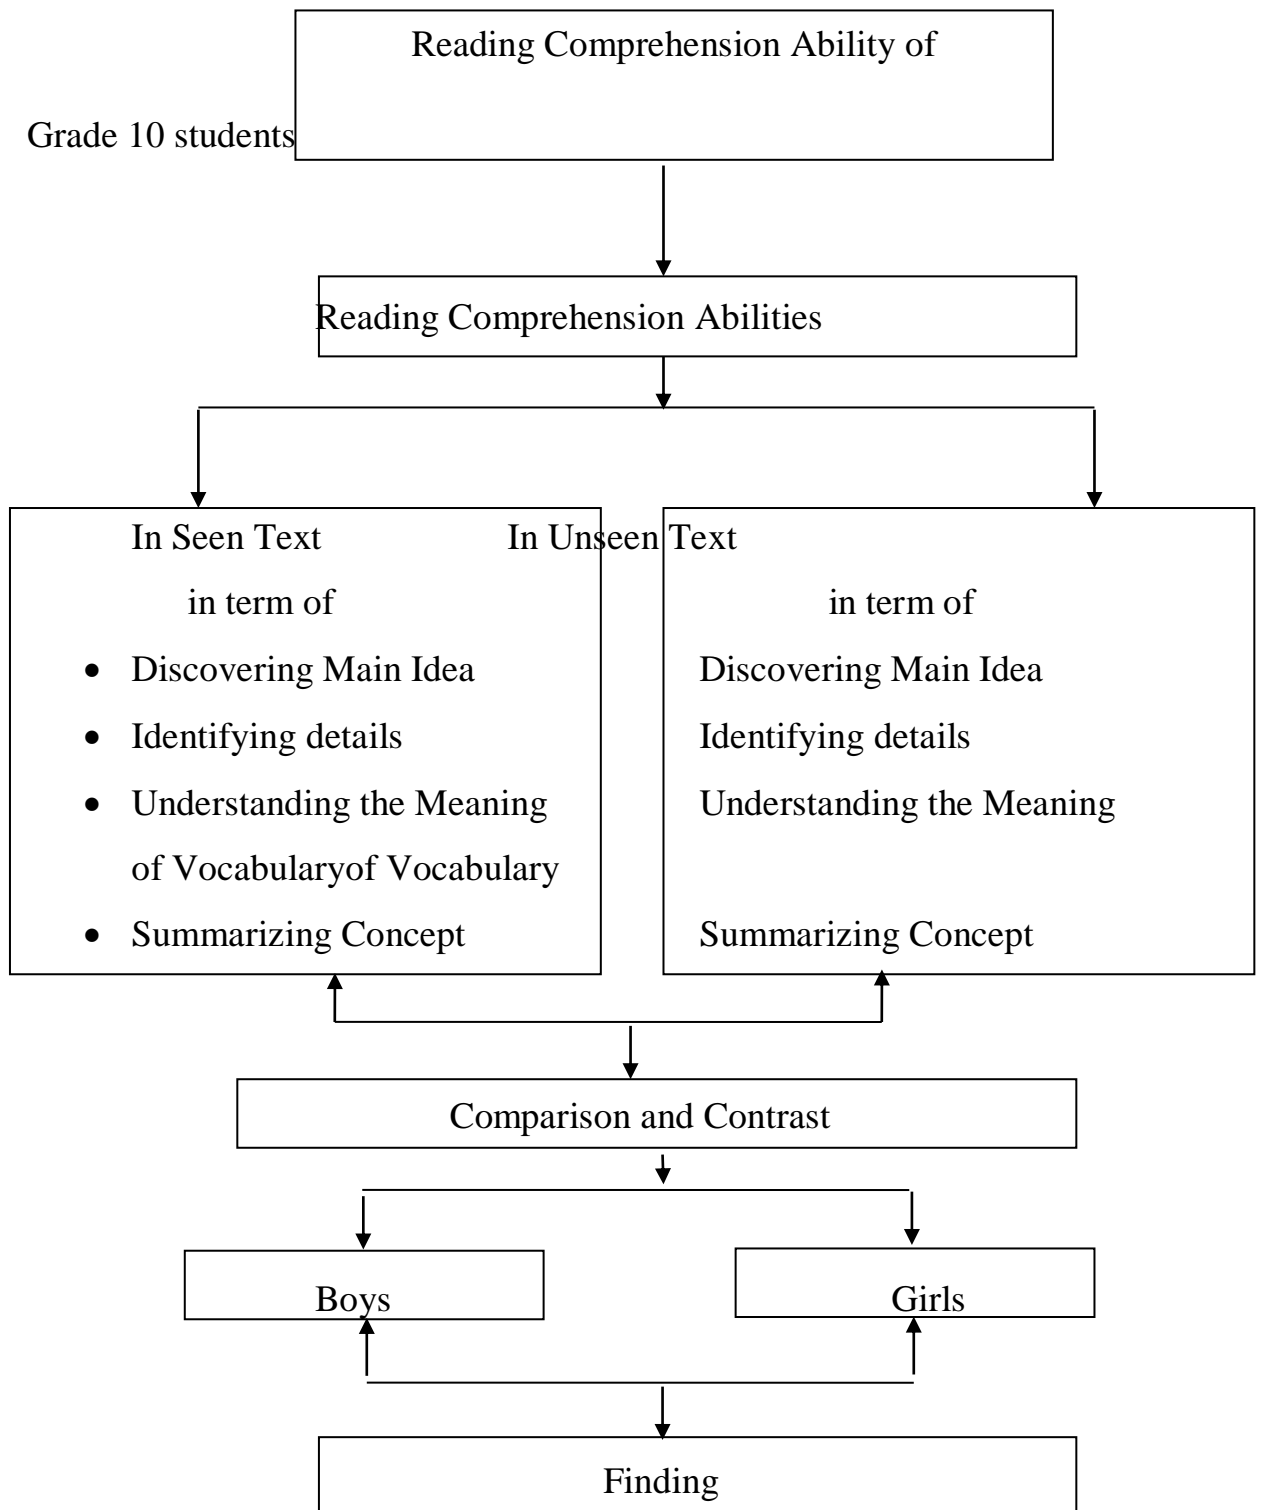 Reading Comprehension Ability of
Grade 10 students
Reading Comprehension Abilities
In Seen Text In Unseen Text
in term of in term of
• Discovering Main Idea Discovering Main Idea
• Identifying details Identifying details
• Understanding the Meaning Understanding the Meaning
of Vocabularyof Vocabulary
• Summarizing Concept Summarizing Concept
Comparison and Contrast
Boys Girls
Finding